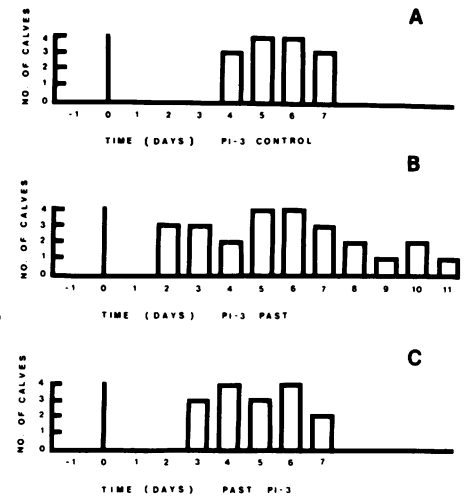 A
NO. OF CALVES
4
3
2
1
0
-1 0 1 2 3 4 5 6 7
TIME (DAYS) PI-3 CONTROL
B
NO. OF CALVES
4
3
2
1
0
-1 0 1 2 3 4 5 6 7 8 9 10 11
TIME (DAYS) PI-3 PAST
C
NO OF CALVES
4
3
2
1
0
-1 0 1 2 3 4 5 6 7
TIME (DAYS) PAST PI-3